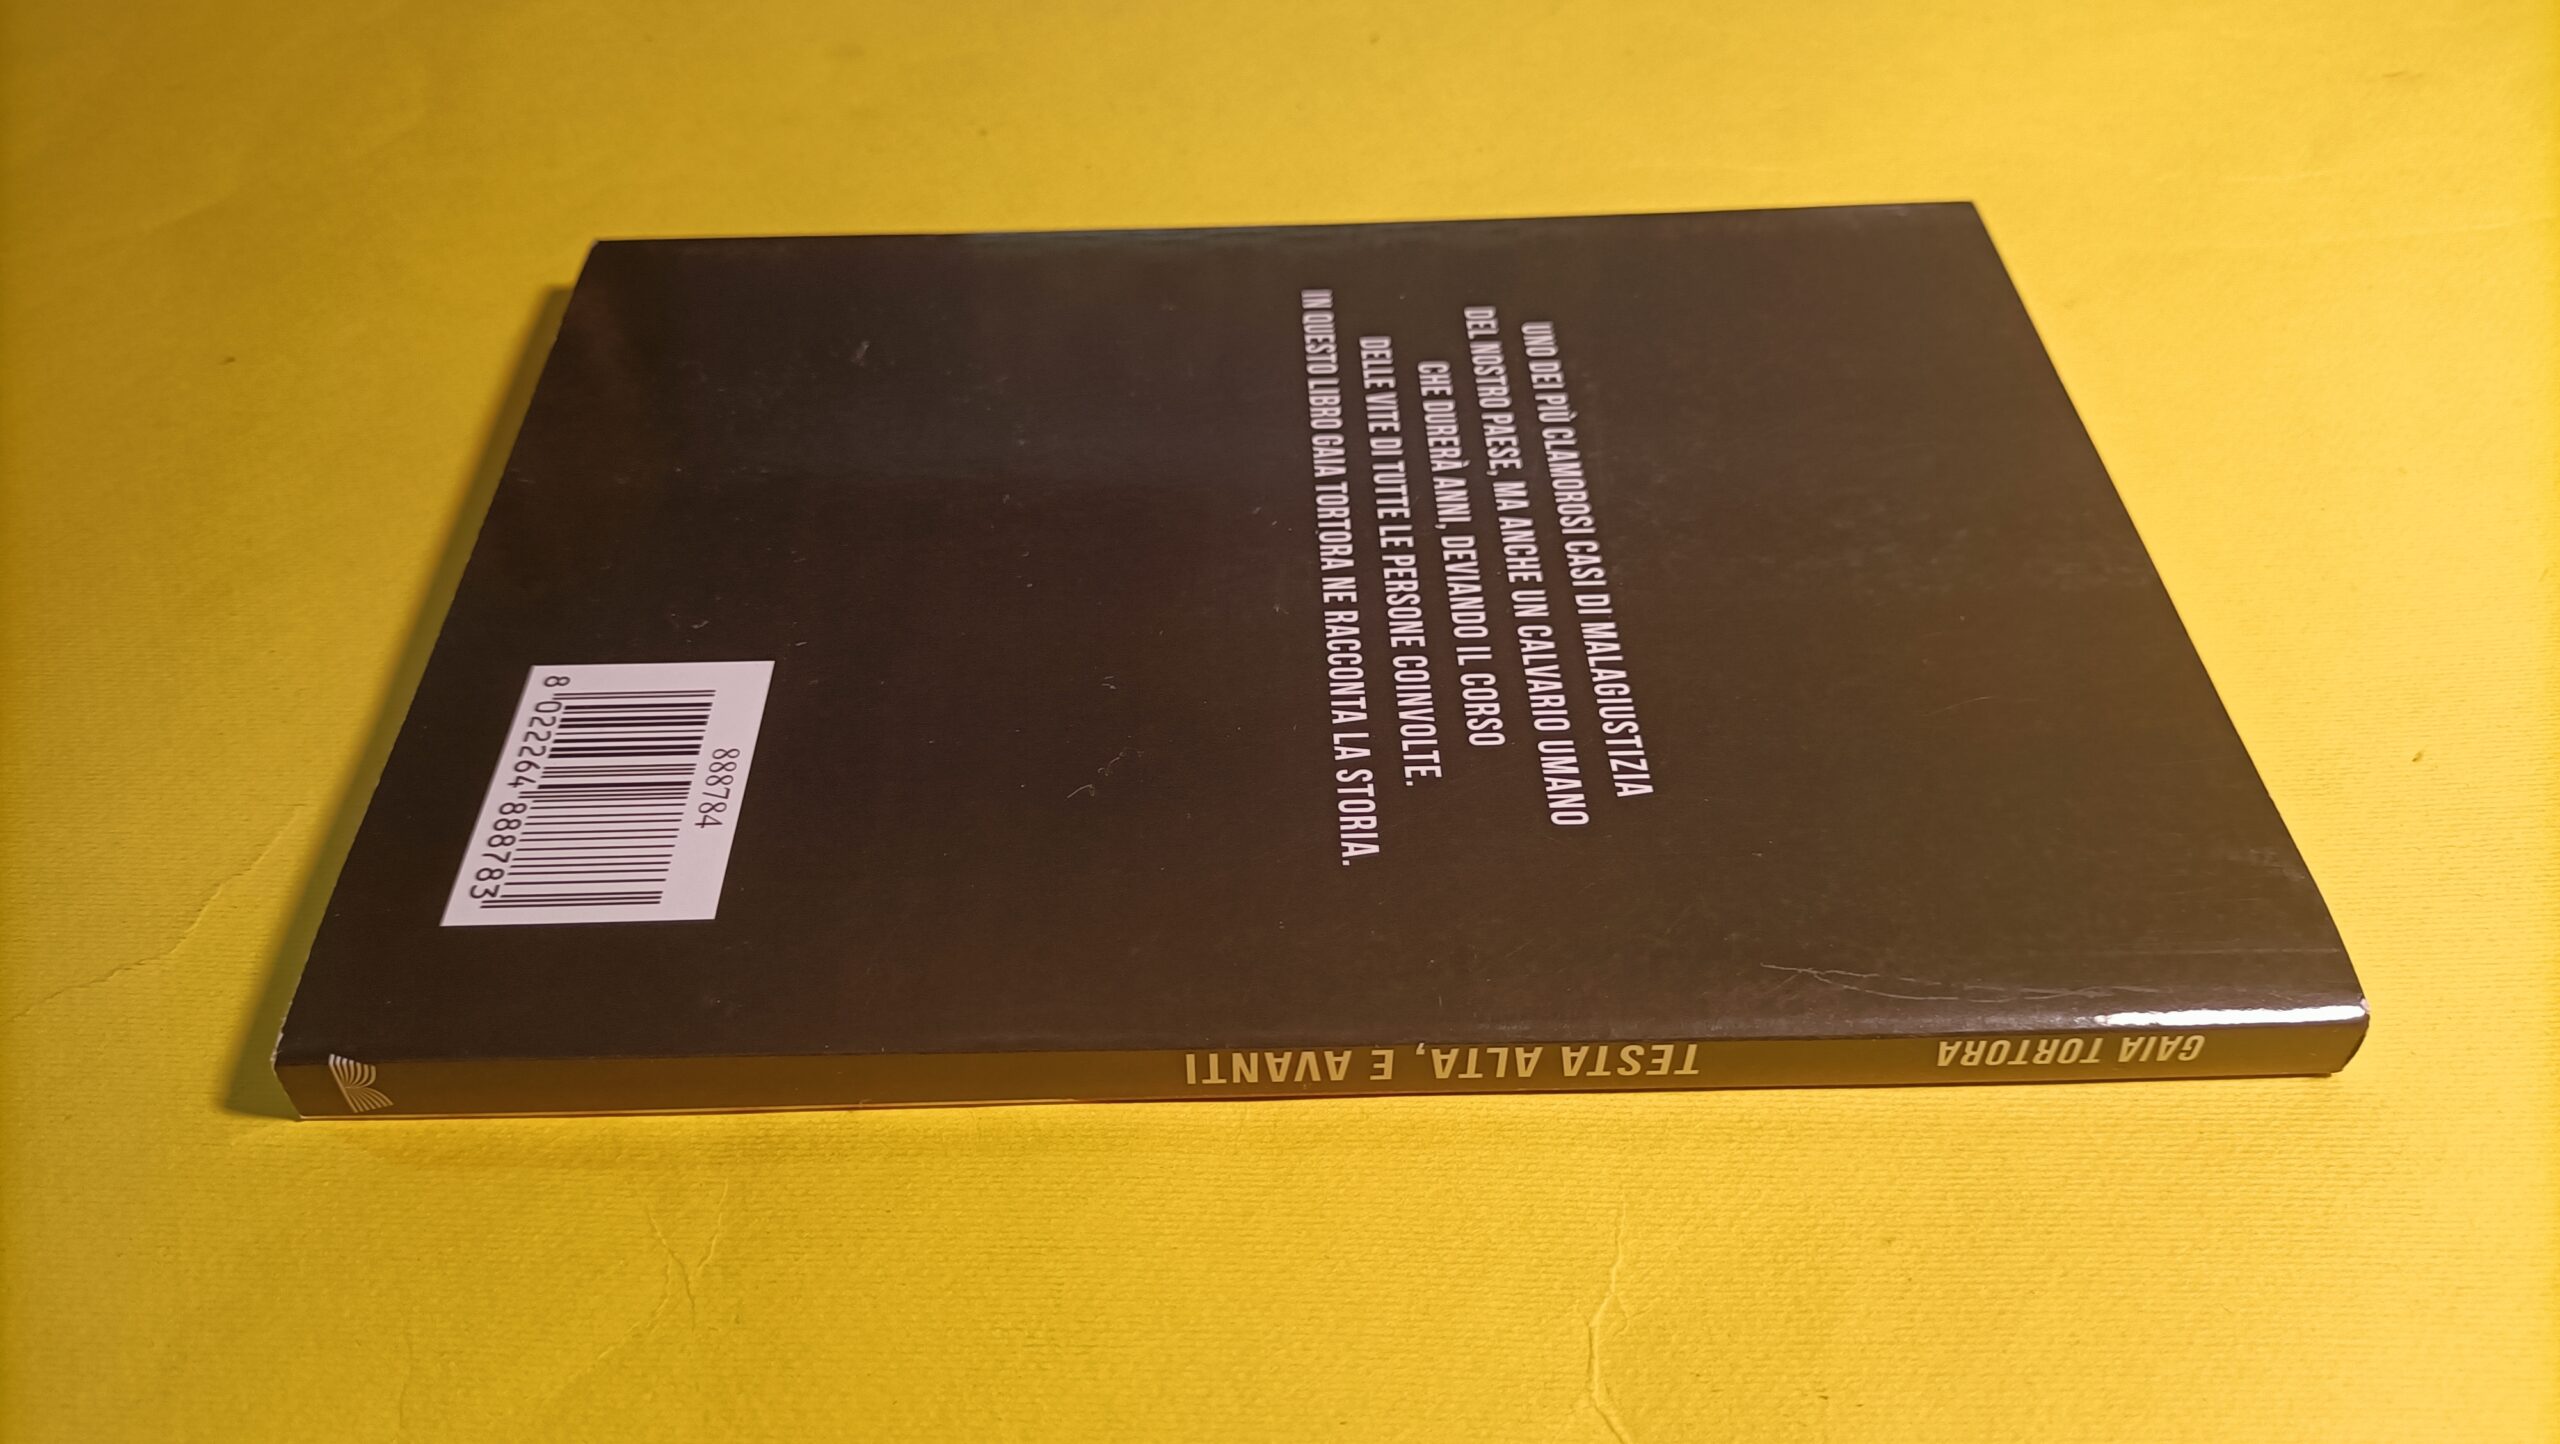 UNO DEI PIÙ CLAMOROSI CASI DI MALAGIUSTIZIA
DEL NOSTRO PAESE, MA ANCHE UN CALVARIO UMANO
CHE DURERÀ ANNI, DEVIANDO IL CORSO
DELLE VITE DI TUTTE LE PERSONE COINVOLTE.
IN QUESTO LIBRO GAIA TORTORA NE RACCONTA LA STORIA.
888784
8 022264 888783
GAIA TORTORA
TESTA ALTA, E AVANTI